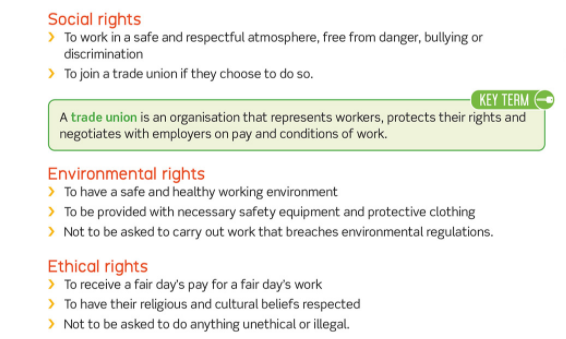 Social rights
› To work in a safe and respectful atmosphere, free from danger, bullying or
discrimination
› To join a trade union if they choose to do so.
KEY TERM
A trade union is an organisation that represents workers, protects their rights and
negotiates with employers on pay and conditions of work.
Environmental rights
› To have a safe and healthy working environment
› To be provided with necessary safety equipment and protective clothing
› Not to be asked to carry out work that breaches environmental regulations.
Ethical rights
› To receive a fair day's pay for a fair day's work
› To have their religious and cultural beliefs respected
› Not to be asked to do anything unethical or illegal.